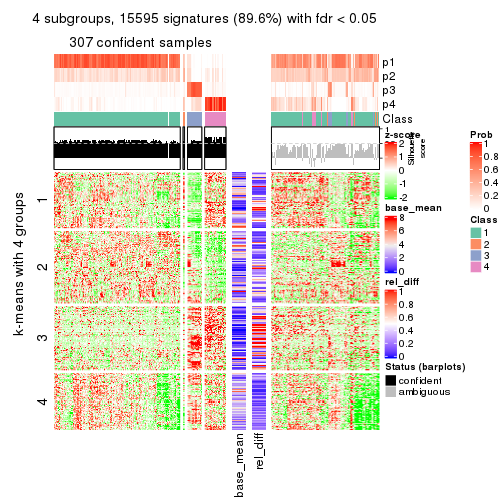 4 subgroups, 15595 signatures (89.6%) with fdr < 0.05
307 confident samples
p1
p2
p3
p4
Class
1
Silhouette
score
k-means with 4 groups
1
2
3
4
base_mean
rel_diff
z-score
2
1
0
-1
-2
base_mean
8
6
4
2
0
rel_diff
1
0.8
0.6
0.4
0.2
0
Status (barplots)
confident
ambiguous
Prob
1
0.8
0.6
0.4
0.2
0
Class
1
2
3
4